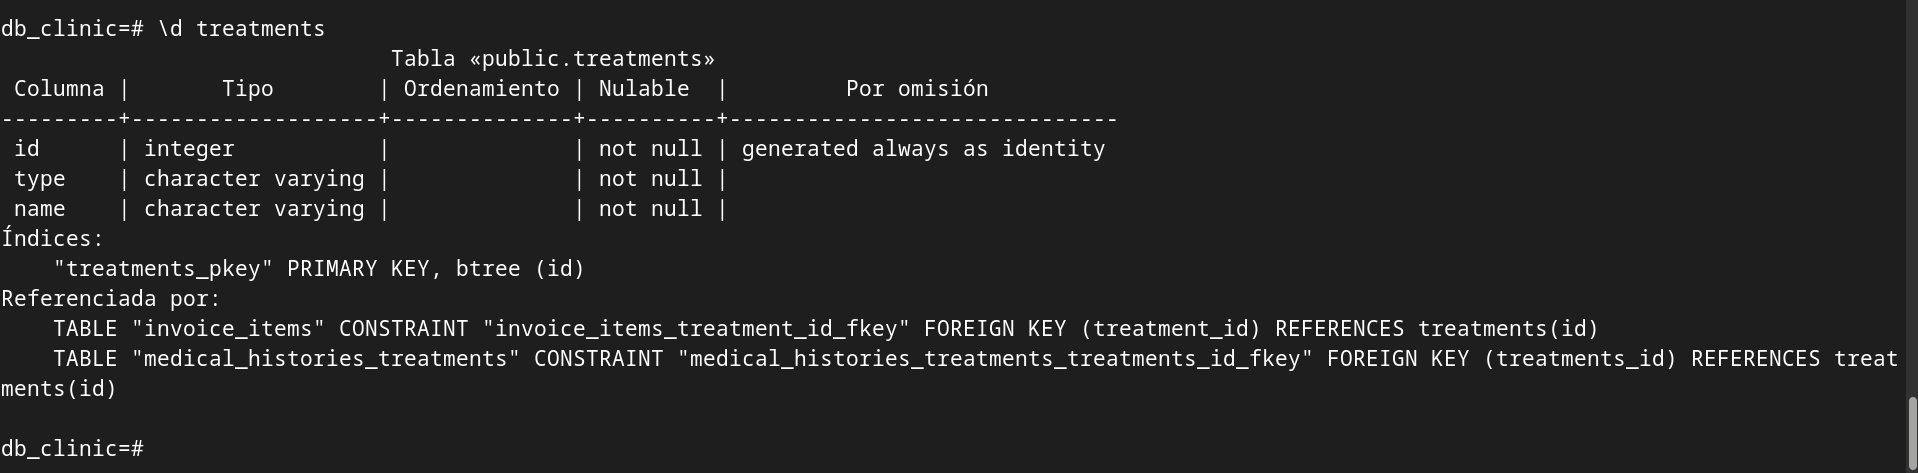 db_clinic=# \d treatments
                              Tabla «public.treatments»
 Columna |       Tipo        | Ordenamiento | Nulable  |         Por omisión
---------+-------------------+--------------+----------+------------------------------
 id      | integer           |              | not null | generated always as identity
 type    | character varying |              | not null |
 name    | character varying |              | not null |
Índices:
    "treatments_pkey" PRIMARY KEY, btree (id)
Referenciada por:
    TABLE "invoice_items" CONSTRAINT "invoice_items_treatment_id_fkey" FOREIGN KEY (treatment_id) REFERENCES treatments(id)
    TABLE "medical_histories_treatments" CONSTRAINT "medical_histories_treatments_treatments_id_fkey" FOREIGN KEY (treatments_id) REFERENCES treat
ments(id)

db_clinic=#